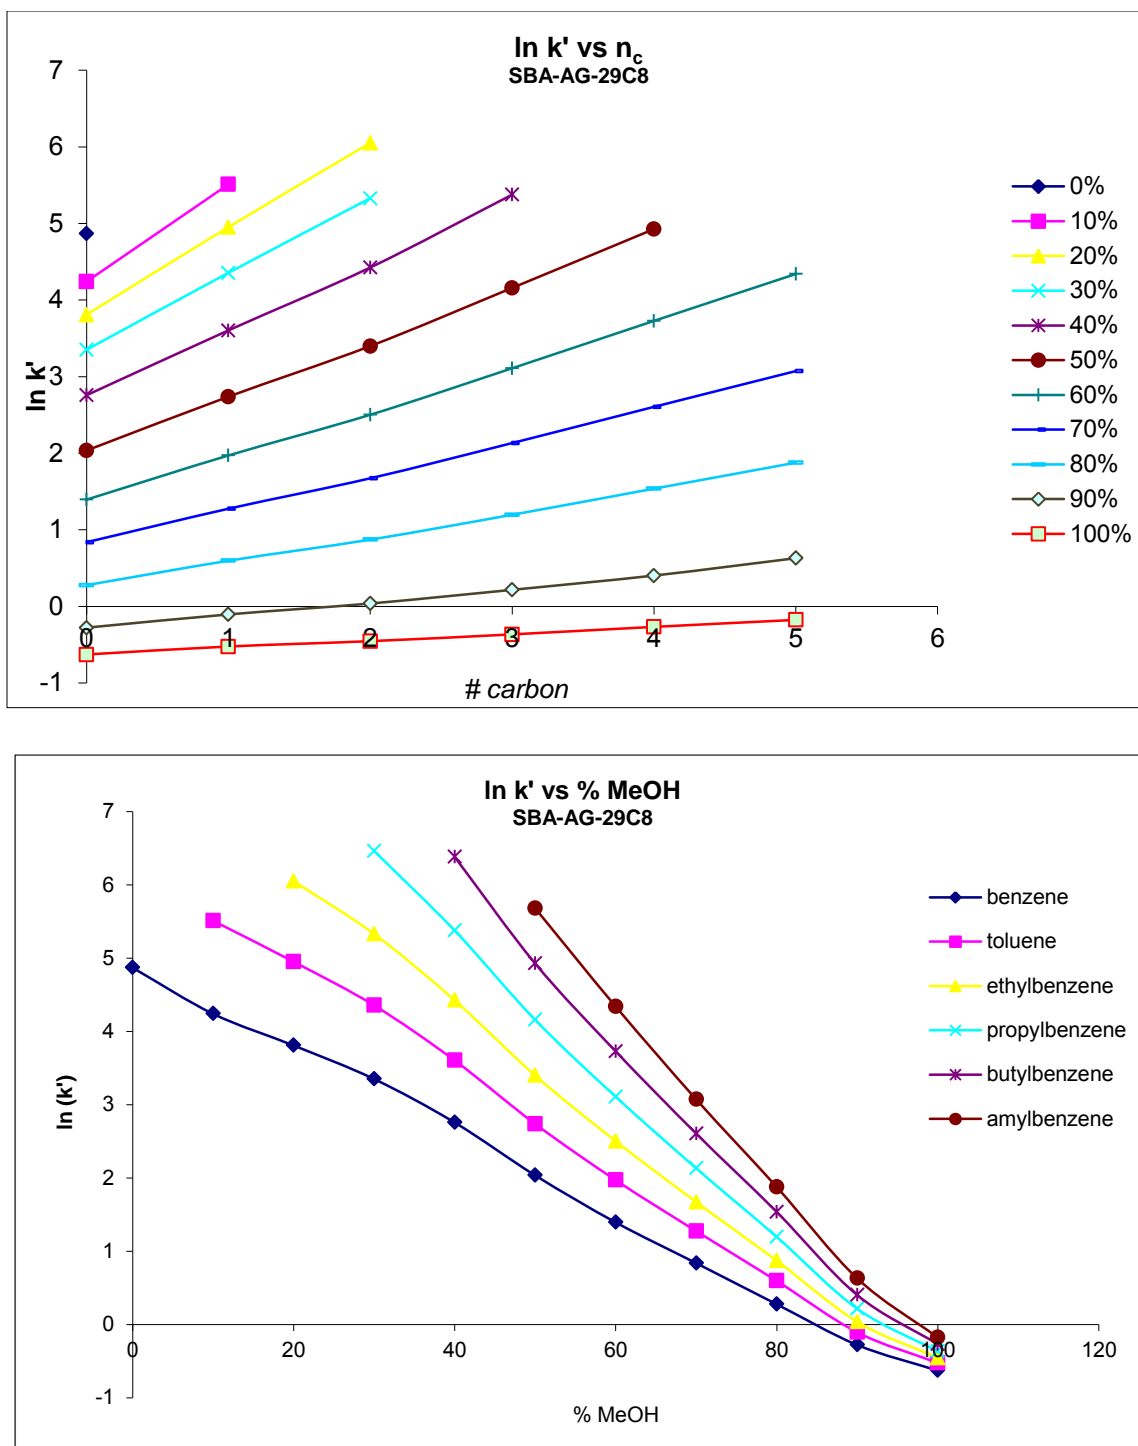 ln k' vs nc
SBA-AG-29C8
7
6
5
4
3
2
1
0
-1
ln k'
0 1 2 3 4 5 6
# carbon
0%
10%
20%
30%
40%
50%
60%
70%
80%
90%
100%
ln k' vs % MeOH
SBA-AG-29C8
7
6
5
4
3
2
1
0
-1
ln (k')
0 20 40 60 80 100 120
% MeOH
benzene
toluene
ethylbenzene
propylbenzene
butylbenzene
amylbenzene